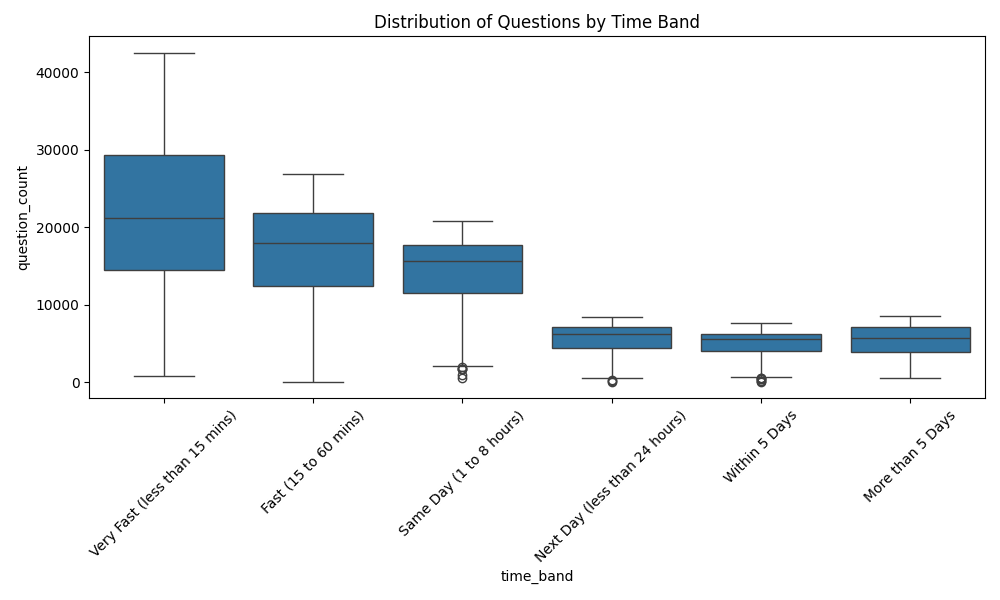 Distribution of Questions by Time Band
question_count
40000
30000
20000
10000
0
Very Fast (less than 15 mins)
Fast (15 to 60 mins)
Same Day (1 to 8 hours)
Next Day (less than 24 hours)
Within 5 Days
More than 5 Days
time_band